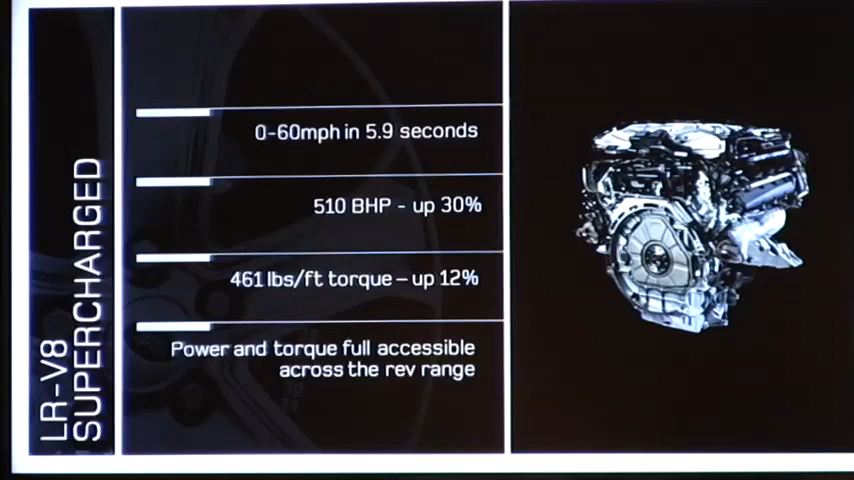 LR-V8
SUPERCHARGED
0-60mph in 5.9 seconds
510 BHP - up 30%
461 lbs/ft torque – up 12%
Power and torque full accessible
across the rev range